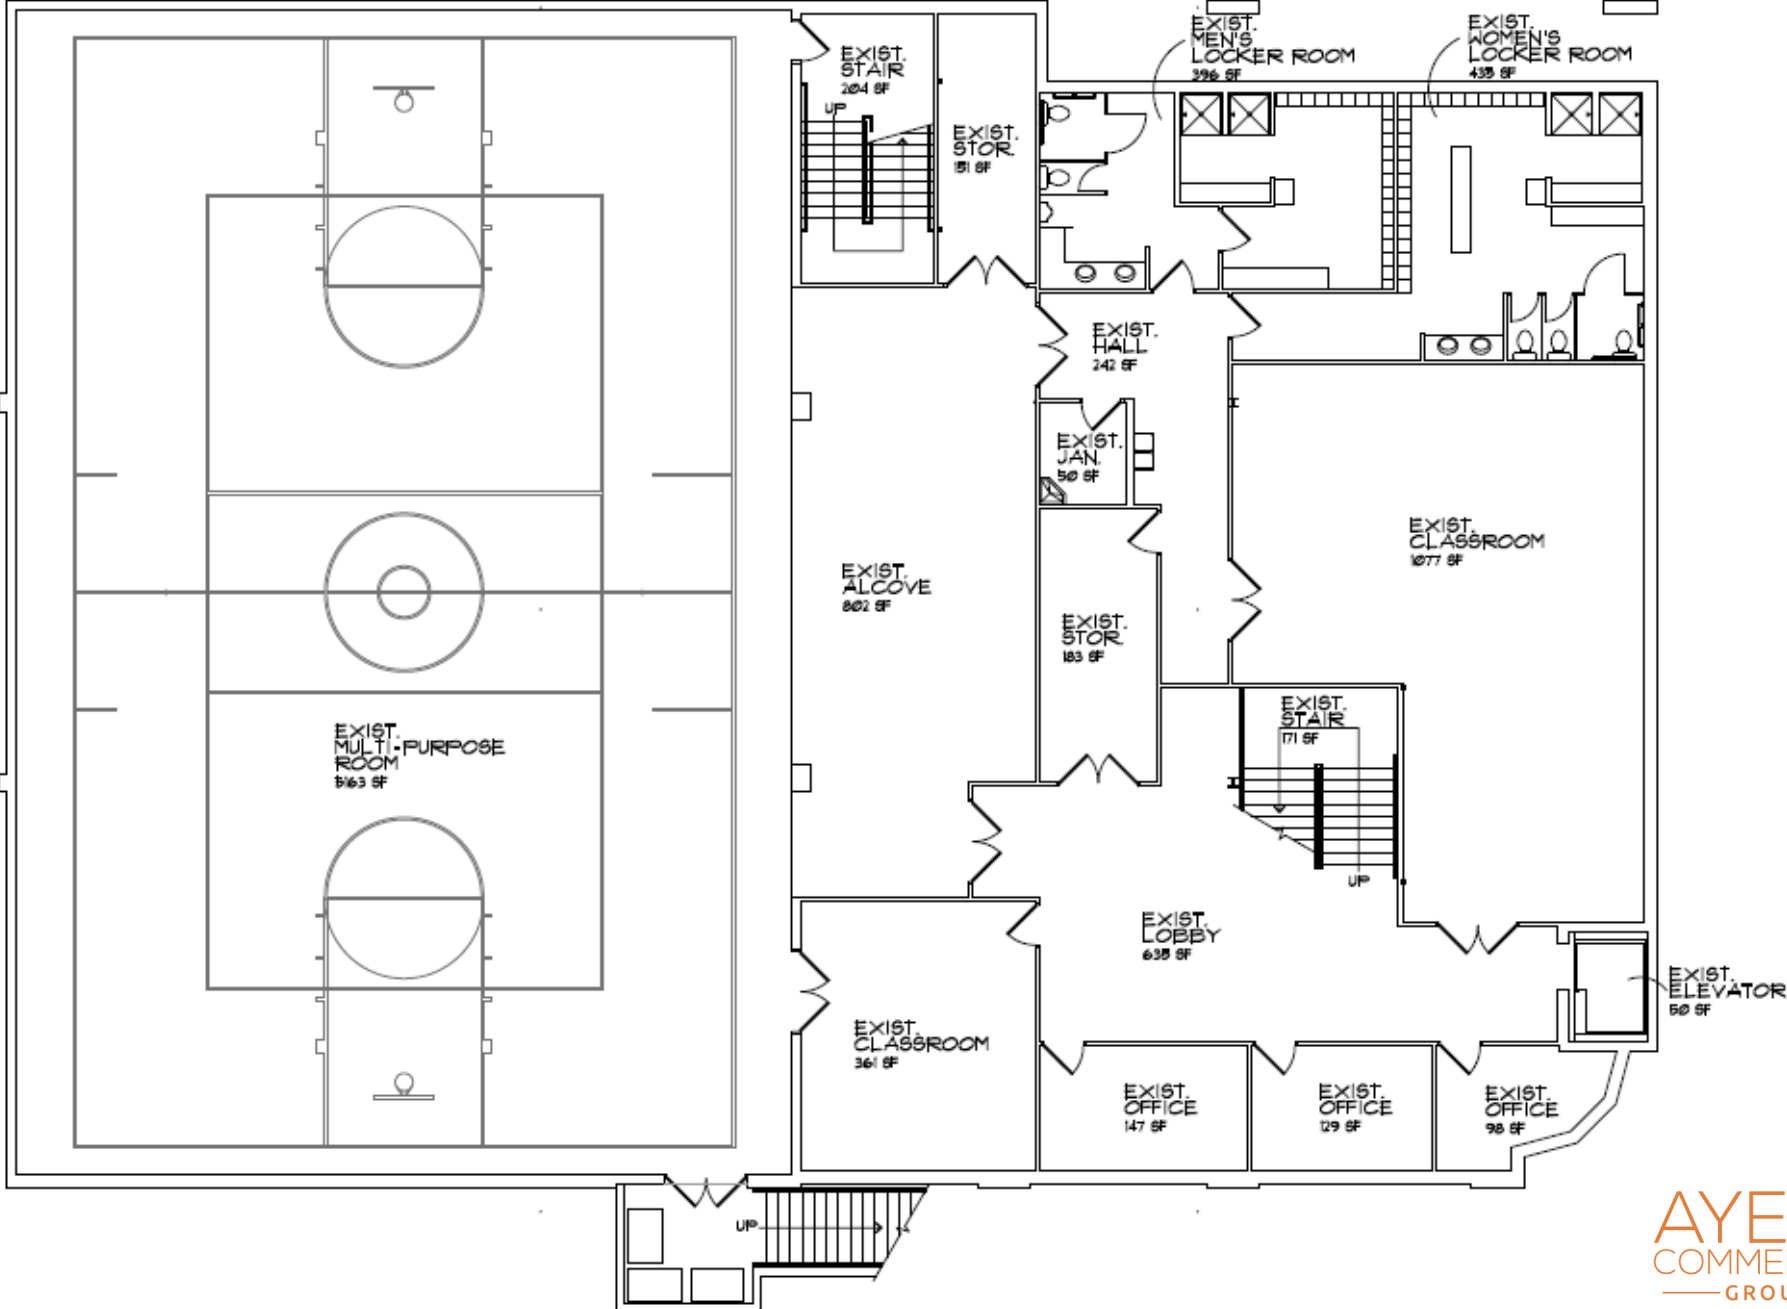 EXIST.
STAIR
204 SF
UP
EXIST.
STOR.
151 SF
EXIST.
MEN'S
LOCKER ROOM
396 SF
EXIST.
WOMEN'S
LOCKER ROOM
435 SF
EXIST.
HALL
242 SF
EXIST.
JAN.
50 SF
EXIST.
CLASSROOM
1077 SF
EXIST.
ALCOVE
802 SF
EXIST.
STOR.
183 SF
EXIST.
MULTI-PURPOSE
ROOM
5163 SF
EXIST.
STAIR
171 SF
UP
EXIST.
LOBBY
635 SF
EXIST.
ELEVATOR
50 SF
EXIST.
CLASSROOM
361 SF
EXIST.
OFFICE
147 SF
EXIST.
OFFICE
129 SF
EXIST.
OFFICE
98 SF
UP
AYE
COMME
GROU